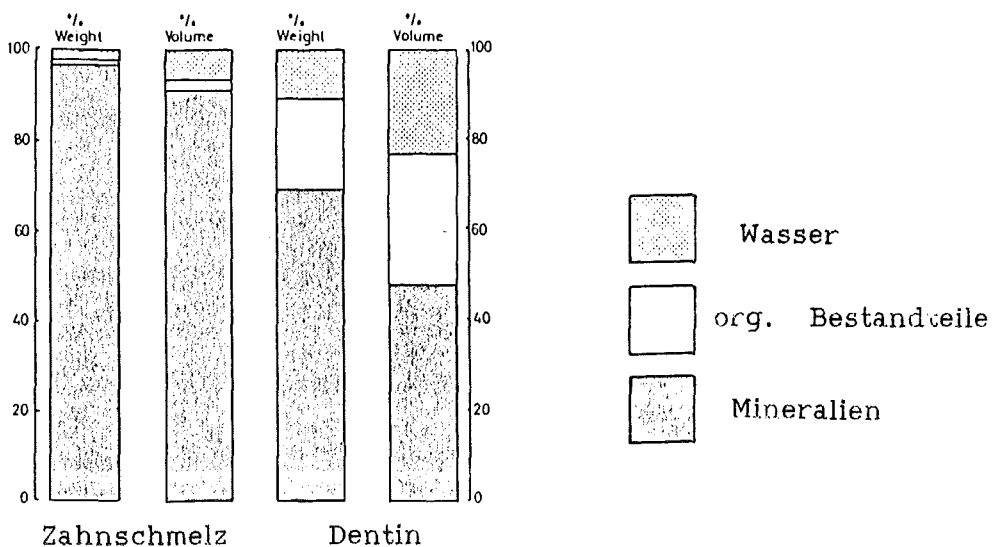 % % % %
Weight Volume Weight Volume
100 100
80 80
60 60
40 40
20 20
0 0
Zahnschmelz Dentin
Wasser
org. Bestandteile
Mineralien